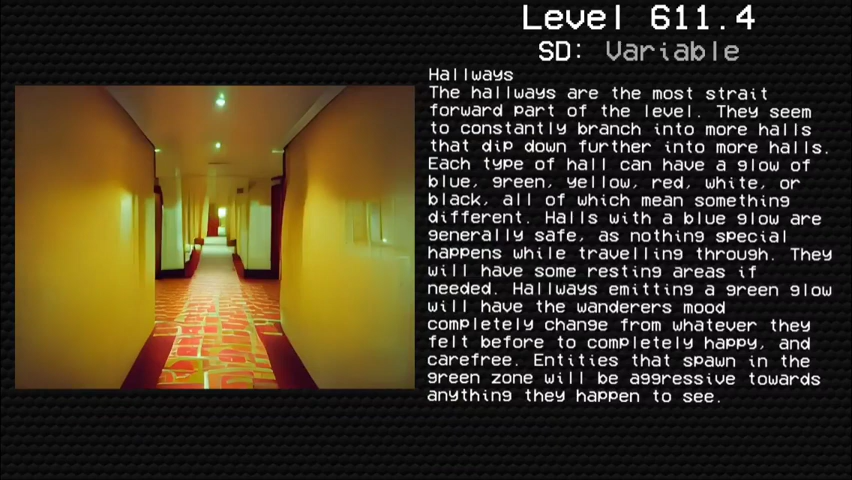 Level 611.4
SD: Variable
Hallways
The hallways are the most strait
forward part of the level. They seem
to constantly branch into more halls
that dip down further into more halls.
Each type of hall can have a glow of
blue, green, yellow, red, white, or
black, all of which mean something
different. Halls with a blue glow are
generally safe, as nothing special
happens while travelling through. They
will have some resting areas if
needed. Hallways emitting a green glow
will have the wanderers mood
completely change from whatever they
felt before to completely happy, and
carefree. Entities that spawn in the
green zone will be aggressive towards
anything they happen to see.